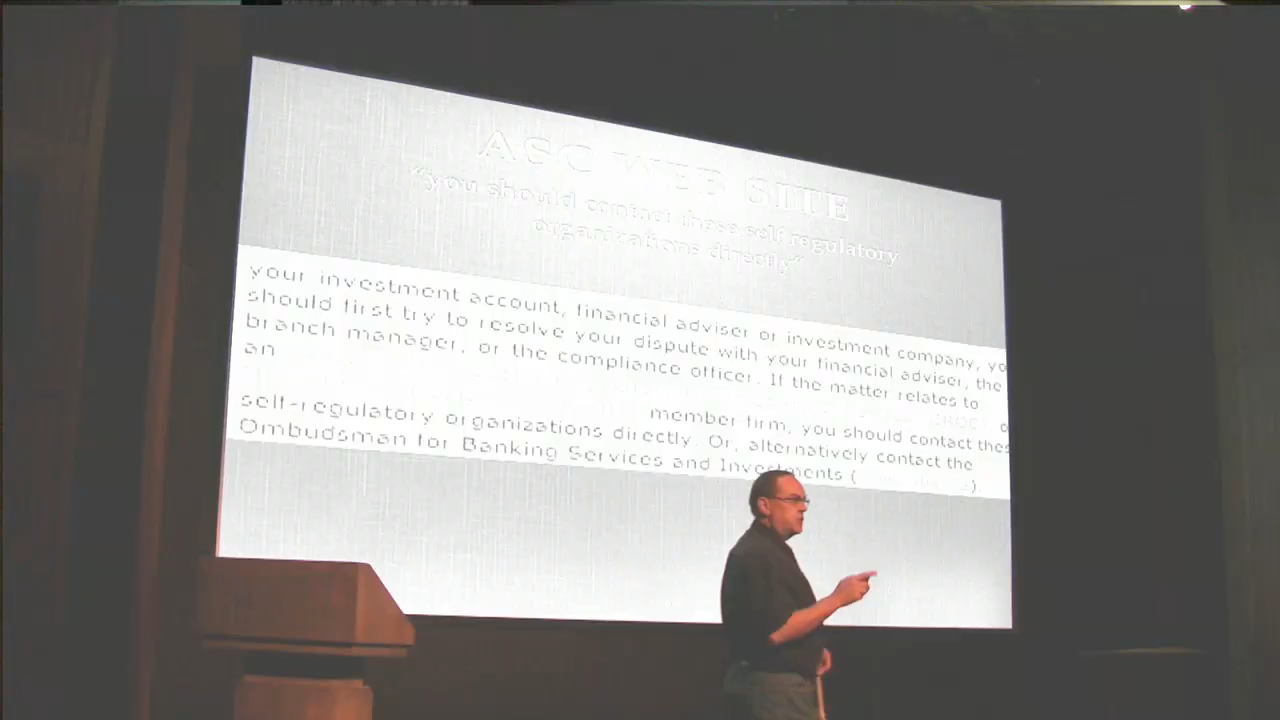 ASC WEB SITE
“you should contact these self regulatory
organizations directly”
your investment account, financial adviser or investment company, yo
should first try to resolve your dispute with your financial adviser, the
branch manager, or the compliance officer. If the matter relates to
an
member firm, you should contact thes
self-regulatory organizations directly. Or, alternatively contact the
Ombudsman for Banking Services and Investments (
).